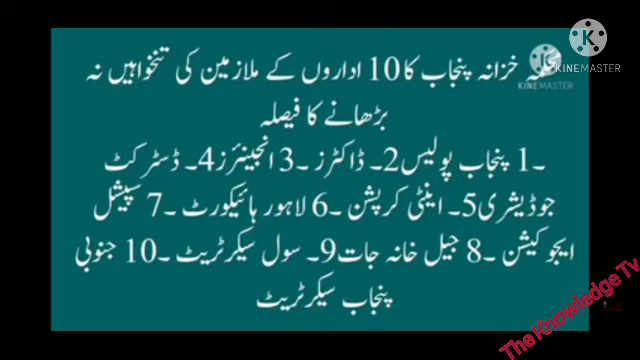 محکمہ خزانہ پنجاب کا 10 اداروں کے ملازمین کی تنخواہیں نہ
بڑھانے کا فیصلہ
۔1 پنجاب پولیس 2۔ ڈاکٹرز ۔3 انجینئرز 4۔ ڈسٹرکٹ
جوڈیشری 5۔ اینٹی کرپشن ۔6 لاہور ہائیکورٹ ۔7 سپیشل
ایجوکیشن ۔8 جیل خانہ جات 9۔ سول سیکرٹریٹ ۔10 جنوبی
پنجاب سیکرٹریٹ
KINEMASTER
KINEMASTER
The Knowledge Tv